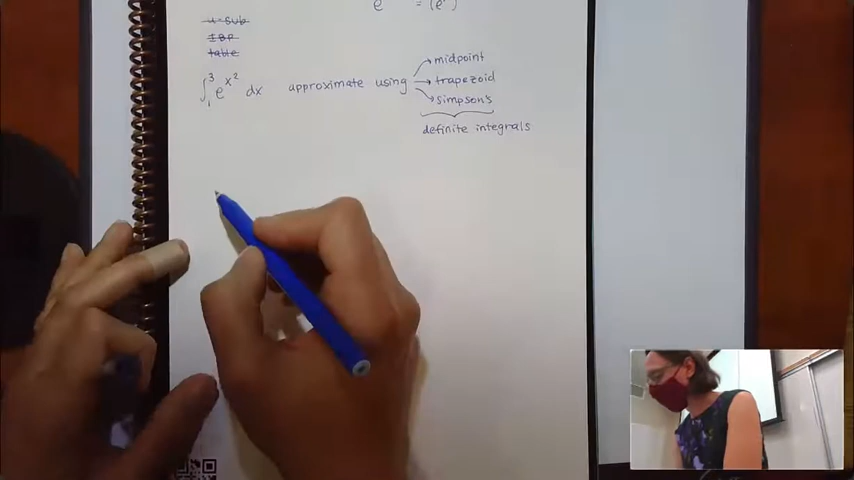 e = (e
u-sub
IBP
table
∫₁³ e^x² dx approximate using → midpoint
→ trapezoid
→ simpson's
definite integrals